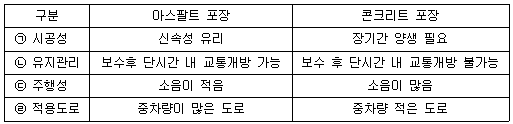 구분 아스팔트 포장 콘크리트 포장
㉠ 시공성 신속성 유리 장기간 양생 필요
㉡ 유지관리 보수후 단시간 내 교통개방 가능 보수 후 단시간 내 교통개방 불가능
㉢ 주행성 소음이 적음 소음이 많음
㉣ 적용도로 중차량이 많은 도로 중차량 적은 도로